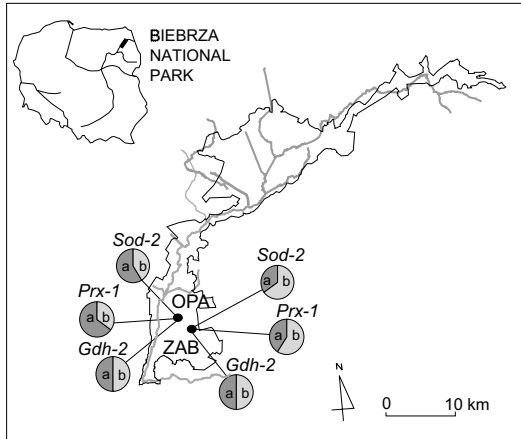 BIEBRZA
NATIONAL
PARK
Sod-2
a b
Sod-2
a b
Prx-1
a b
OPA
Prx-1
a b
ZAB
Gdh-2
a b
Gdh-2
a b
N
0 10 km